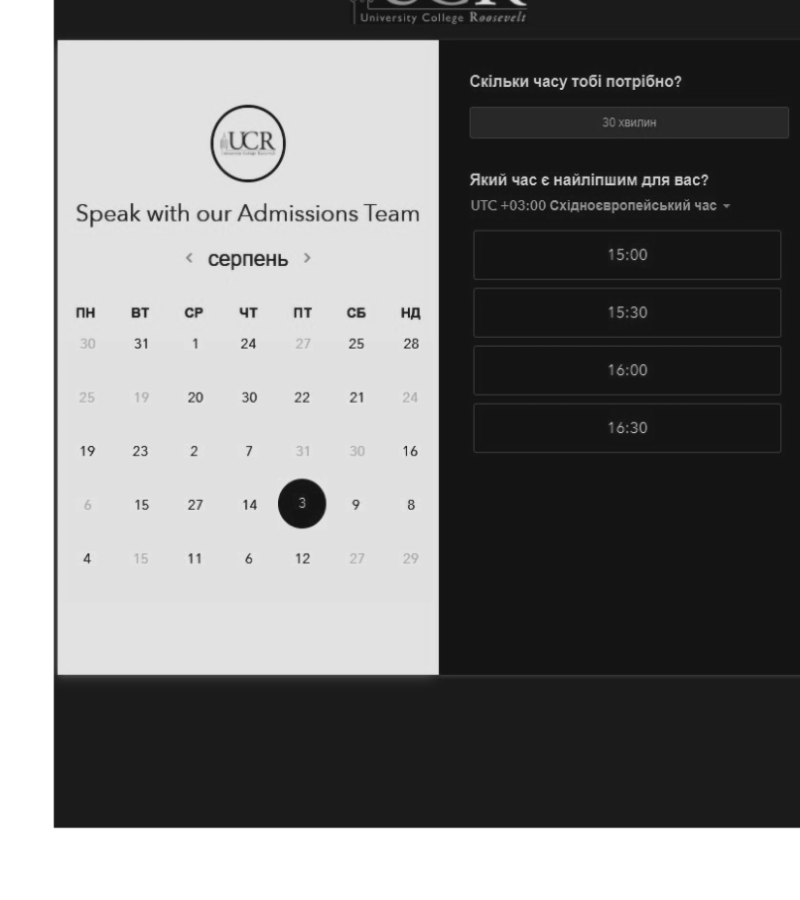 UCR
University College Roosevelt
UCR
Speak with our Admissions Team
серпень
ПН ВТ СР ЧТ ПТ СБ НД
30 31 1 24 27 25 28
25 19 20 30 22 21 24
19 23 2 7 31 30 16
6 15 27 14 3 9 8
4 15 11 6 12 27 29
Скільки часу тобі потрібно?
30 хвилин
Який час є найліпшим для вас?
UTC +03:00 Східноєвропейський час
15:00
15:30
16:00
16:30